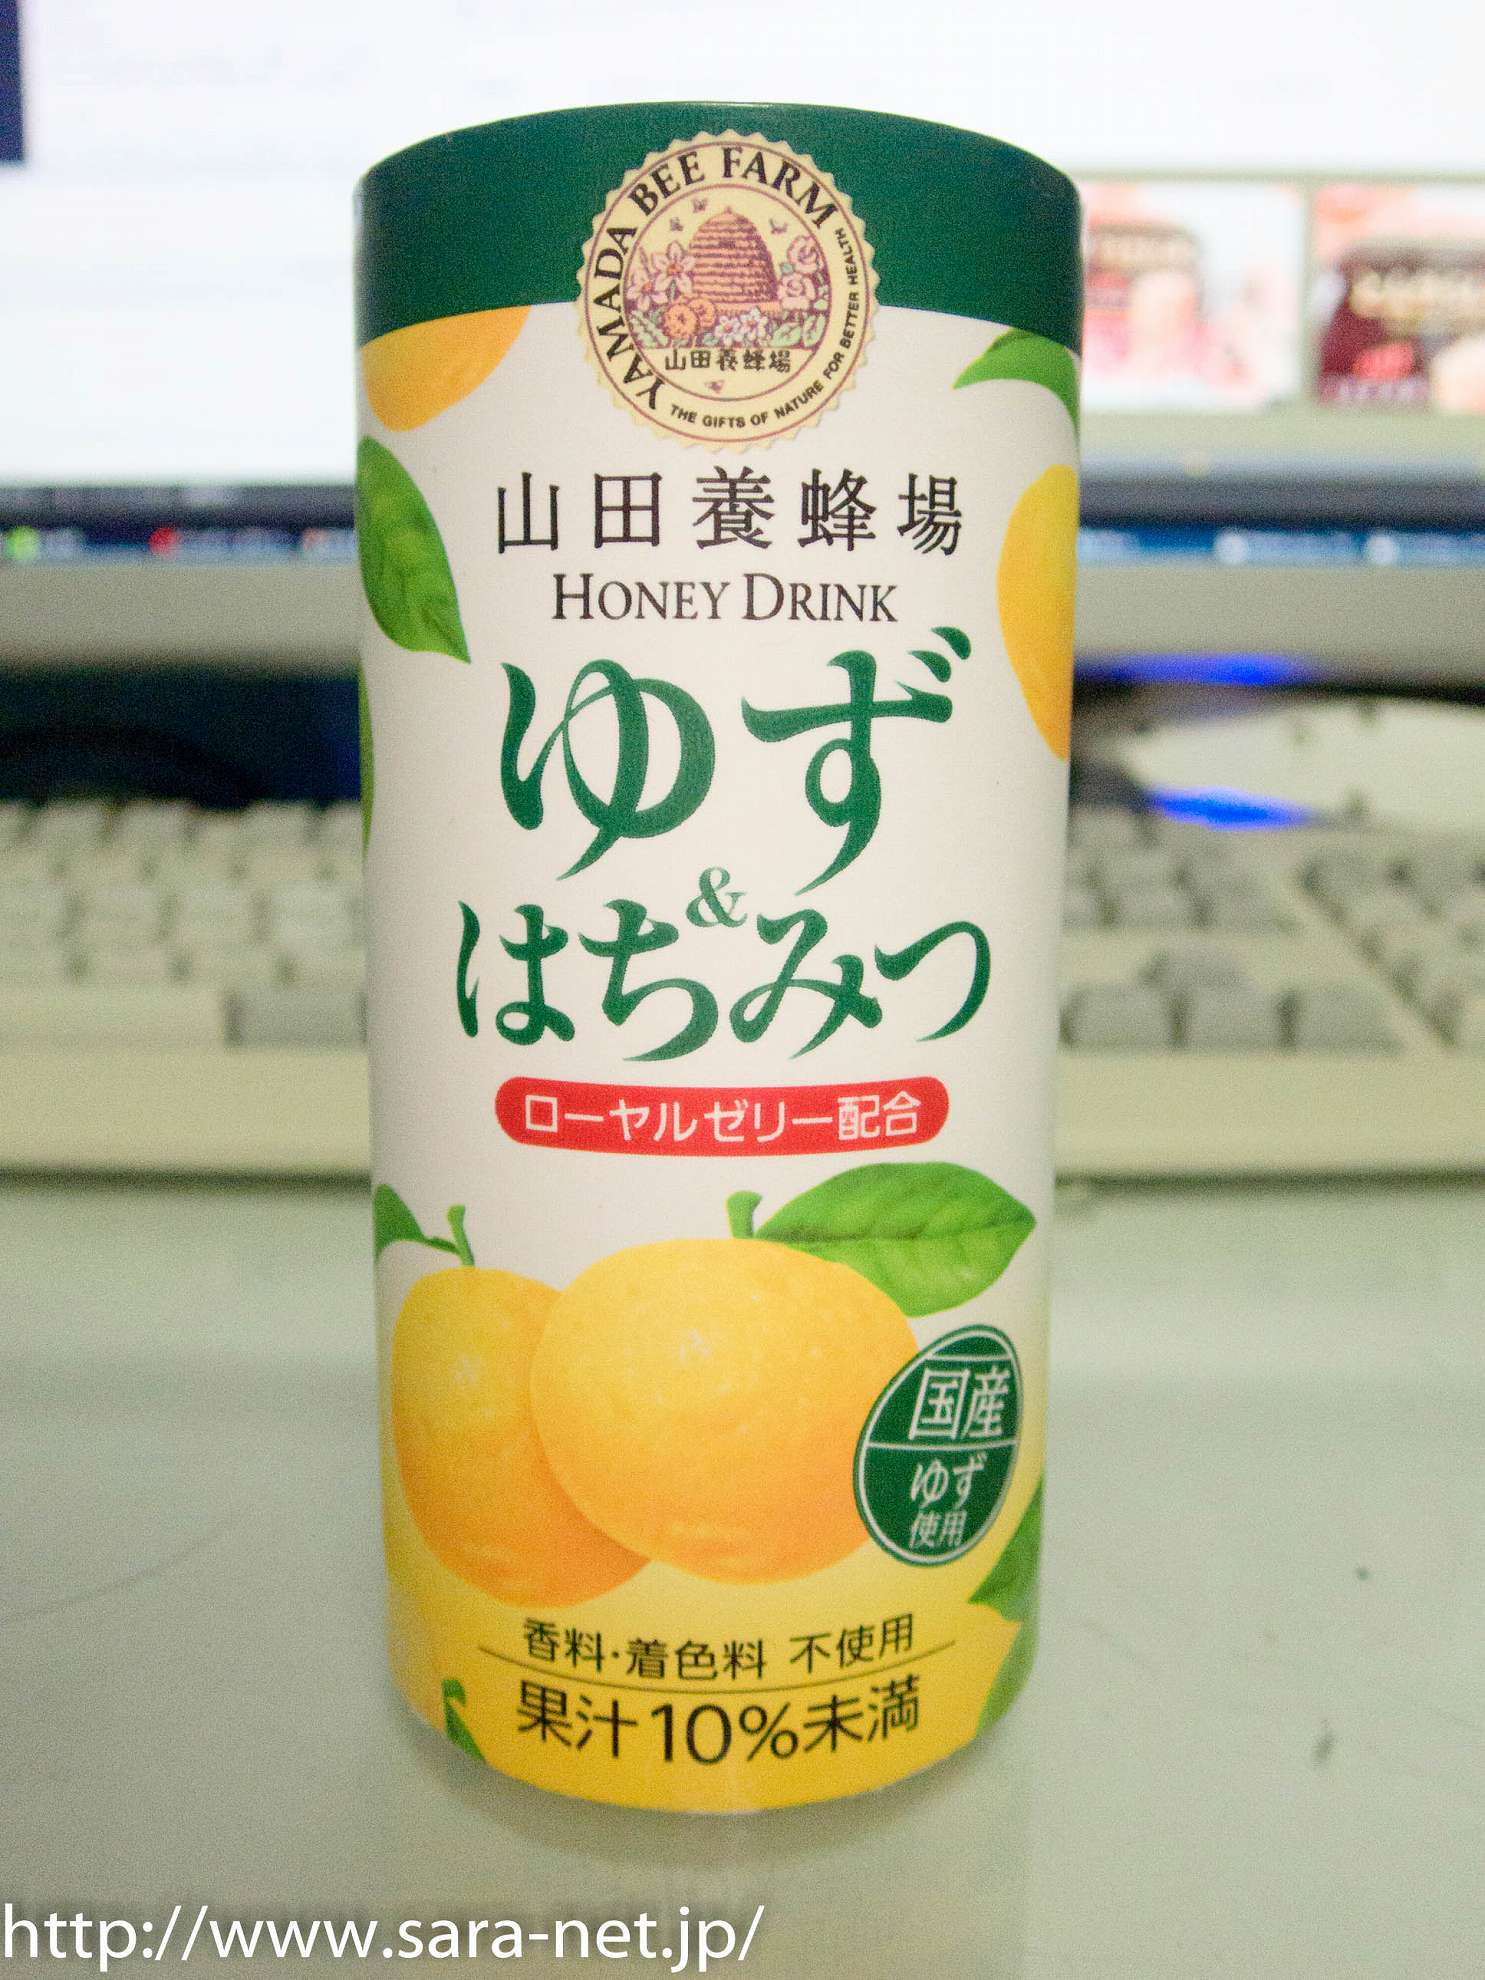 YAMADA BEE FARM
山田養蜂場
THE GIFTS OF NATURE FOR BETTER HEALTH
山田養蜂場
HONEY DRINK
ゆず
&
はちみつ
ローヤルゼリー配合
国産
ゆず
使用
香料・着色料 不使用
果汁10%未満
http://www.sara-net.jp/